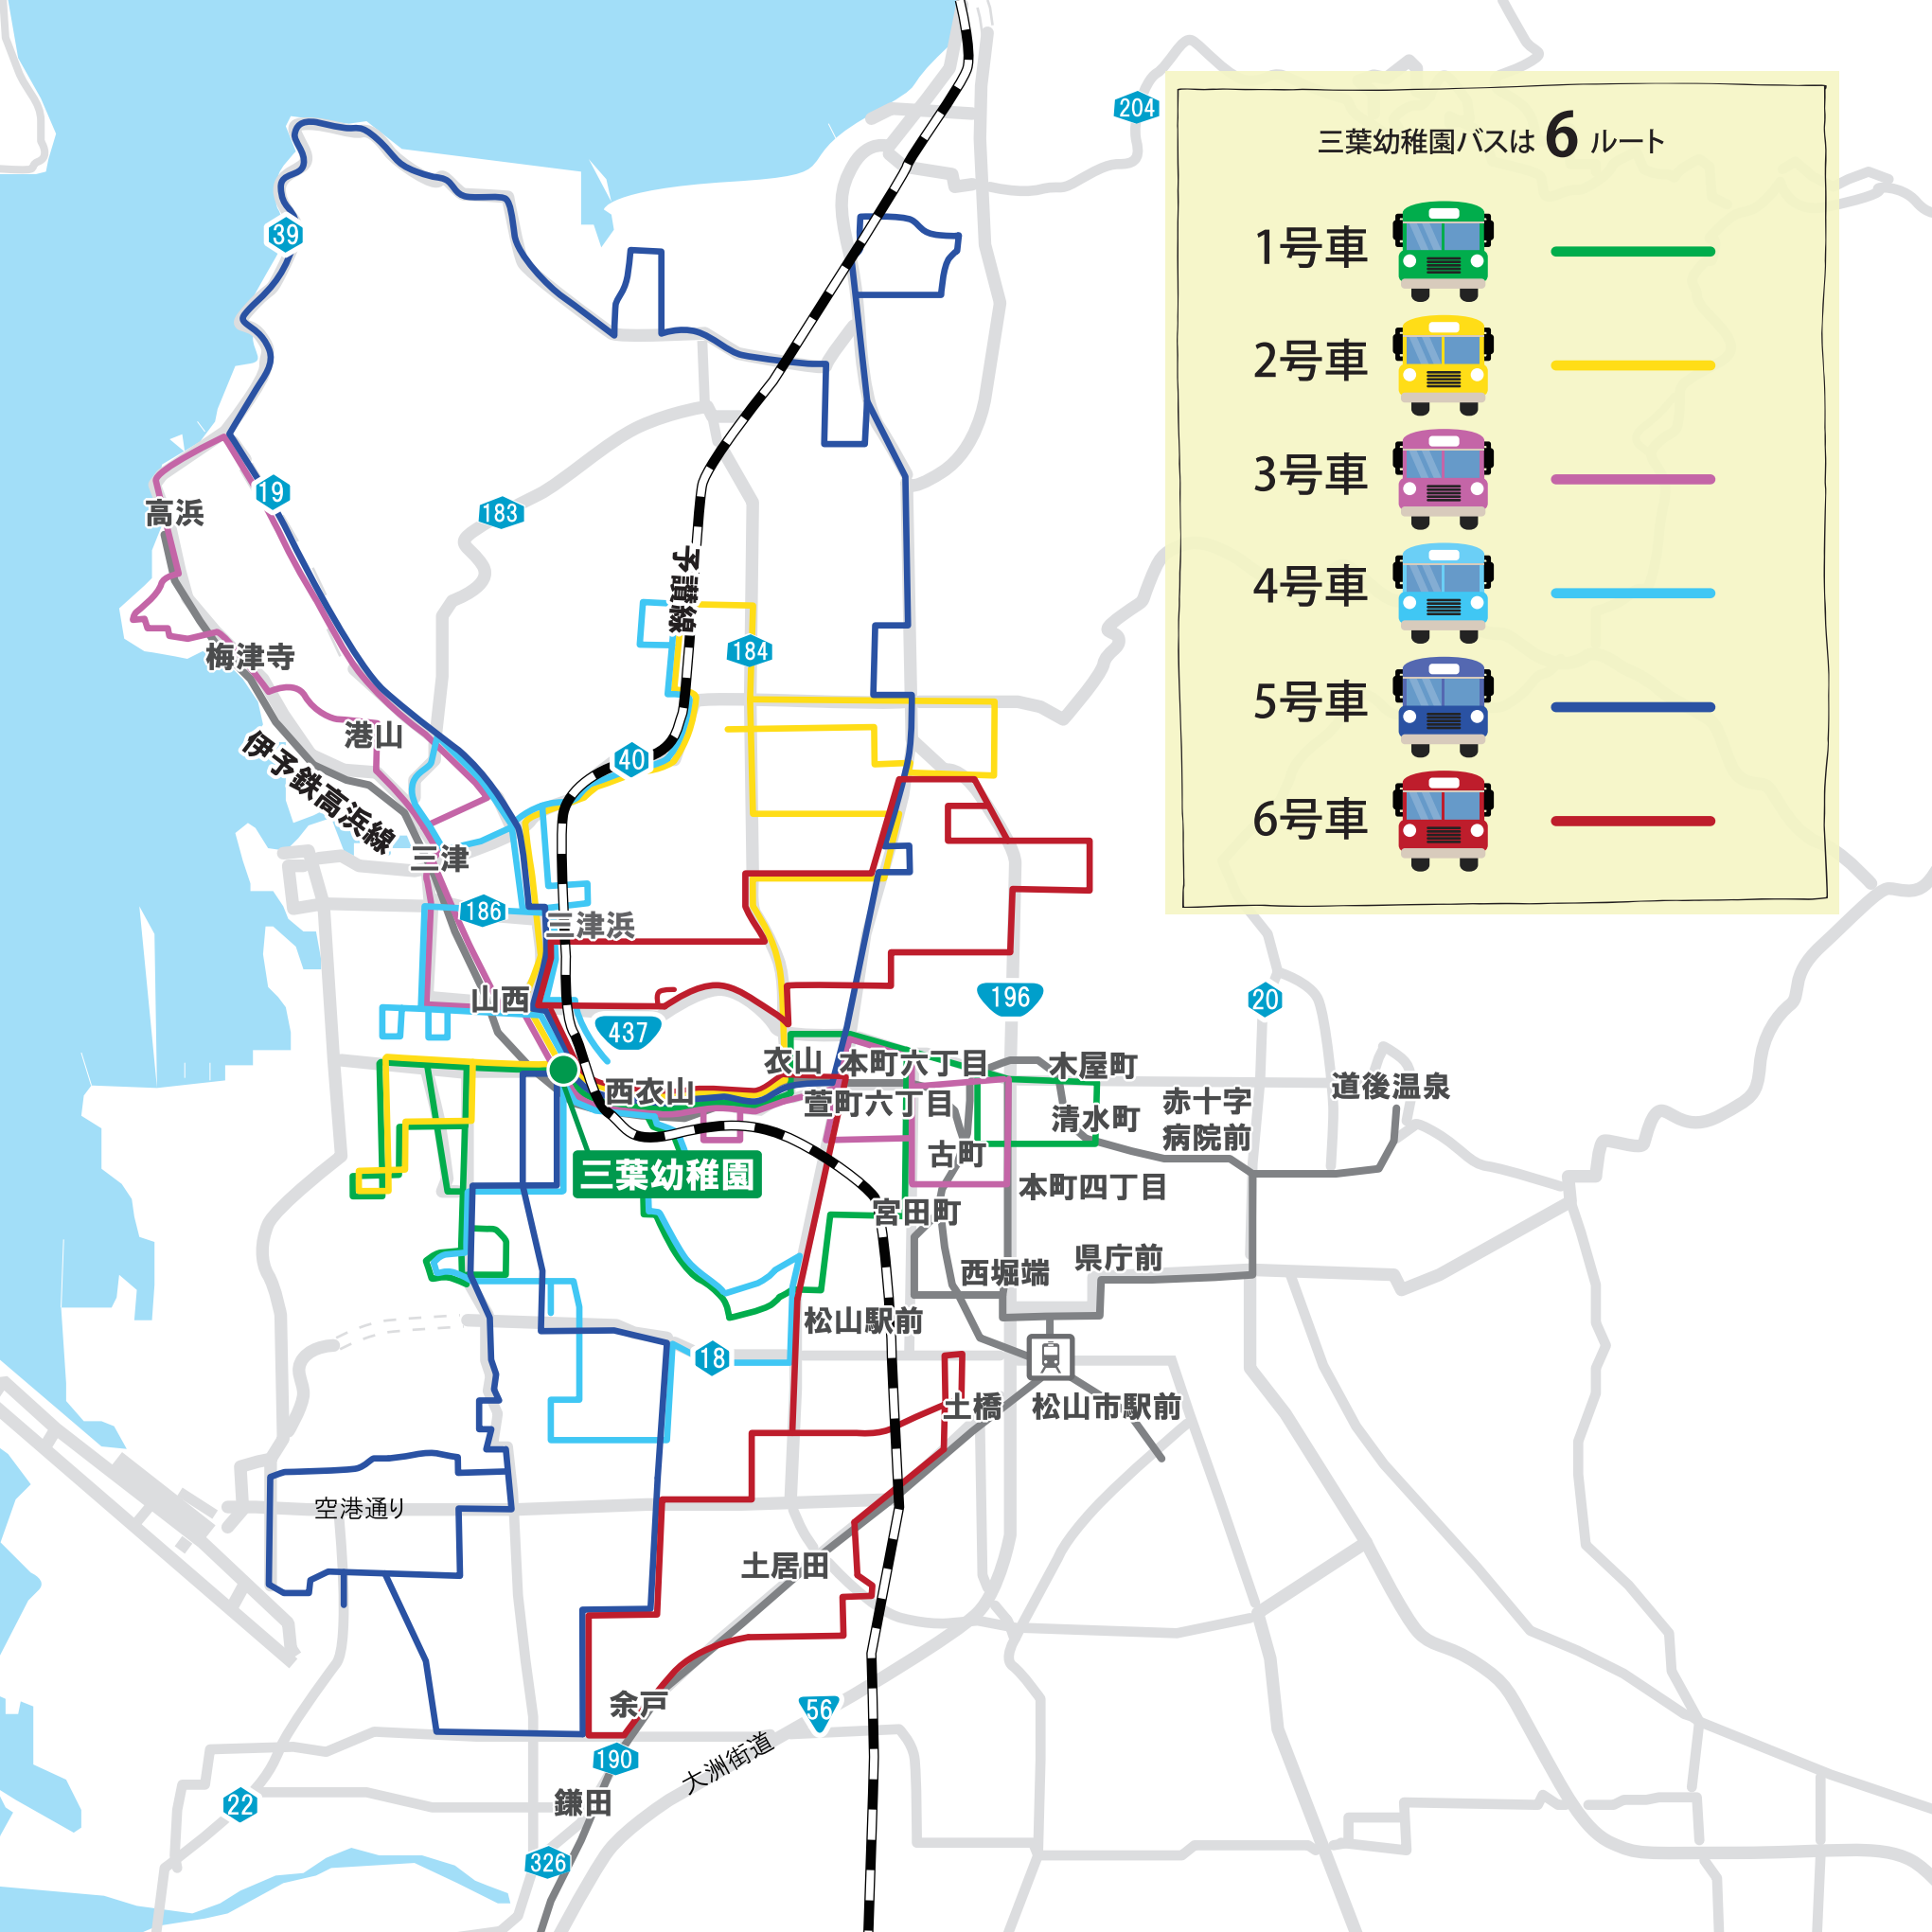 204
三葉幼稚園バスは 6 ルート
1号車
2号車
3号車
4号車
5号車
6号車
39
19
183
高浜
予讃線
184
梅津寺
港山
40
伊予鉄高浜線
三津
186
三津浜
山西
437
196
20
衣山
本町六丁目
木屋町
西衣山
萱町六丁目
清水町
赤十字
病院前
道後温泉
古町
三葉幼稚園
本町四丁目
宮田町
西堀端
県庁前
松山駅前
18
土橋
松山市駅前
空港通り
土居田
余戸
56
190
大洲街道
22
鎌田
326